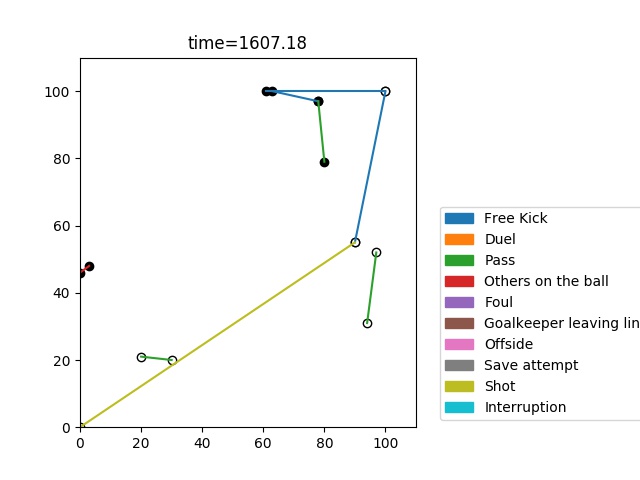 time=1607.18
100
80
60
40
20
0
0 20 40 60 80 100
Free Kick
Duel
Pass
Others on the ball
Foul
Goalkeeper leaving lin
Offside
Save attempt
Shot
Interruption